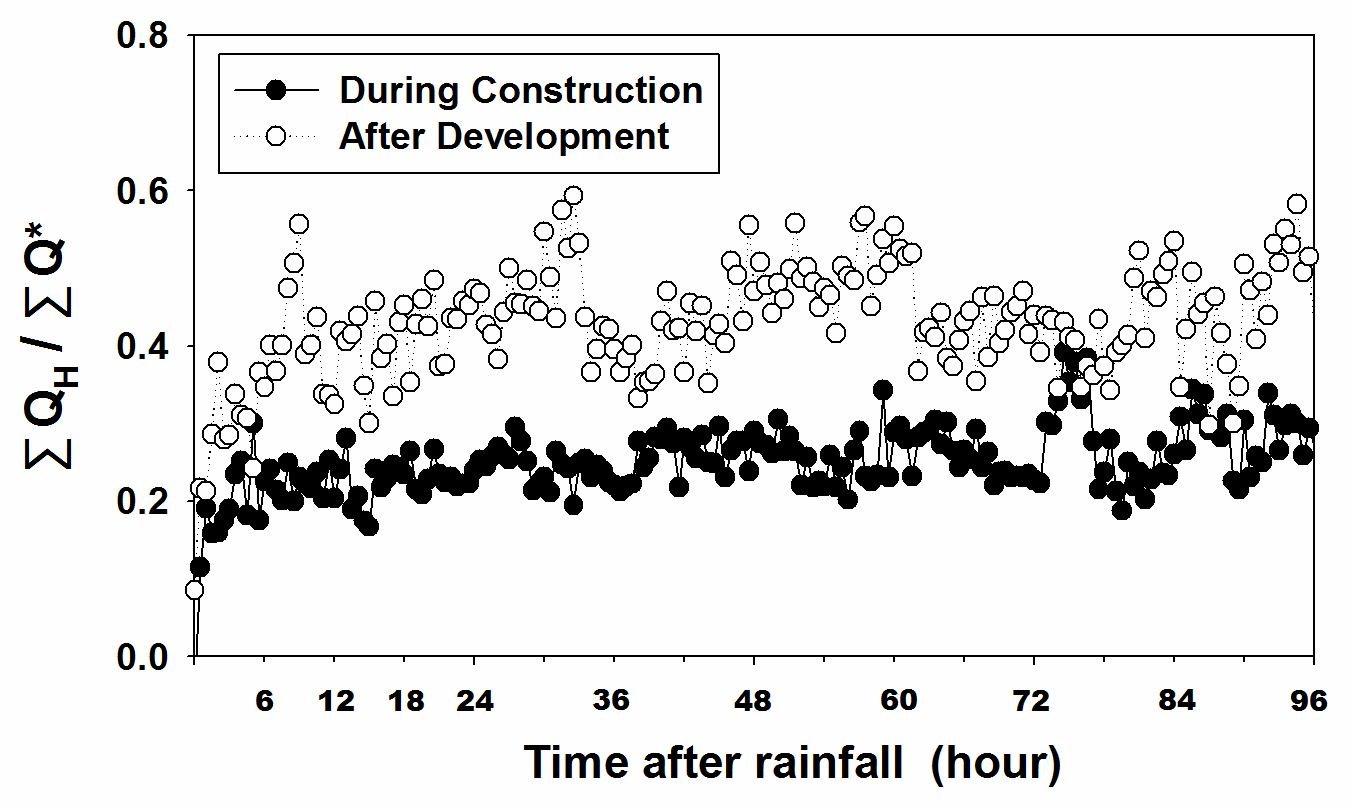 0.8
During Construction
After Development
0.6
∑ QH / ∑ Q*
0.4
0.2
0.0
6 12 18 24 36 48 60 72 84 96
Time after rainfall (hour)